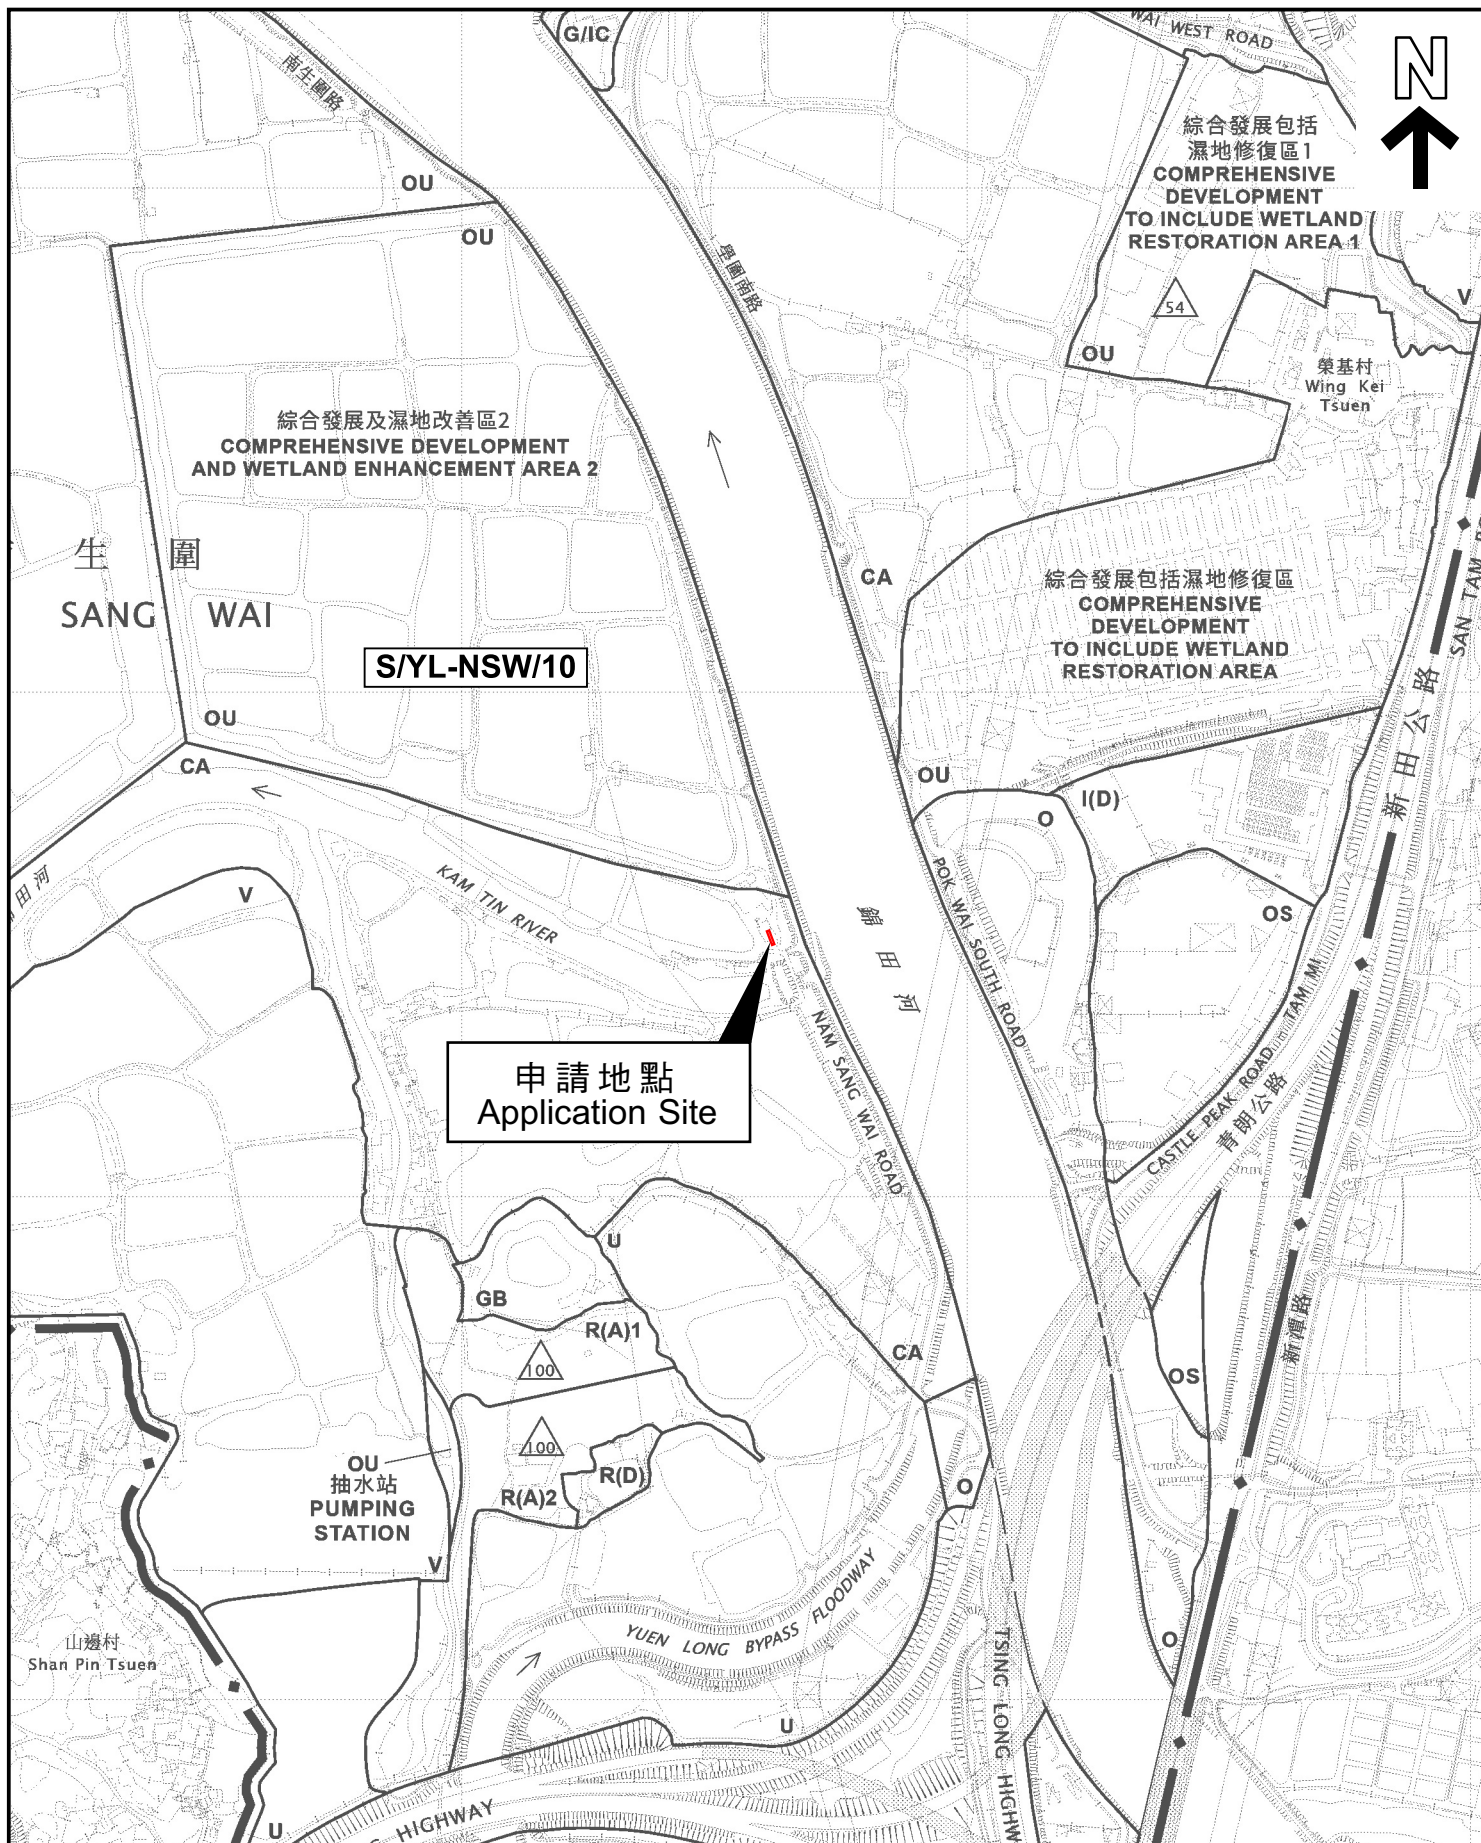 G/IC
WAI WEST ROAD
N
南生圍路
綜合發展包括
濕地修復區1
COMPREHENSIVE
DEVELOPMENT
TO INCLUDE WETLAND
RESTORATION AREA 1
OU
OU
學圃南路
V
54
OU
榮基村
Wing Kei
Tsuen
綜合發展及濕地改善區2
COMPREHENSIVE DEVELOPMENT
AND WETLAND ENHANCEMENT AREA 2
生圍
SANG WAI
CA
綜合發展包括濕地修復區
COMPREHENSIVE
DEVELOPMENT
TO INCLUDE WETLAND
RESTORATION AREA
SAN TAM
S/YL-NSW/10
新田公路
OU
CA
OU
I(D)
O
田河
V
KAM TIN RIVER
錦田河
POK WAI SOUTH ROAD
OS
NAM SANG WAI ROAD
申請地點
Application Site
CASTLE PEAK ROAD - TAM MI
青朗公路
U
GB
R(A)1
100
CA
新潭路
OS
100
OU
抽水站
PUMPING
STATION
R(D)
R(A)2
O
V
YUEN LONG BYPASS FLOODWAY
山邊村
Shan Pin Tsuen
O
TSING LONG HIGHW
U
HIGHWAY
U